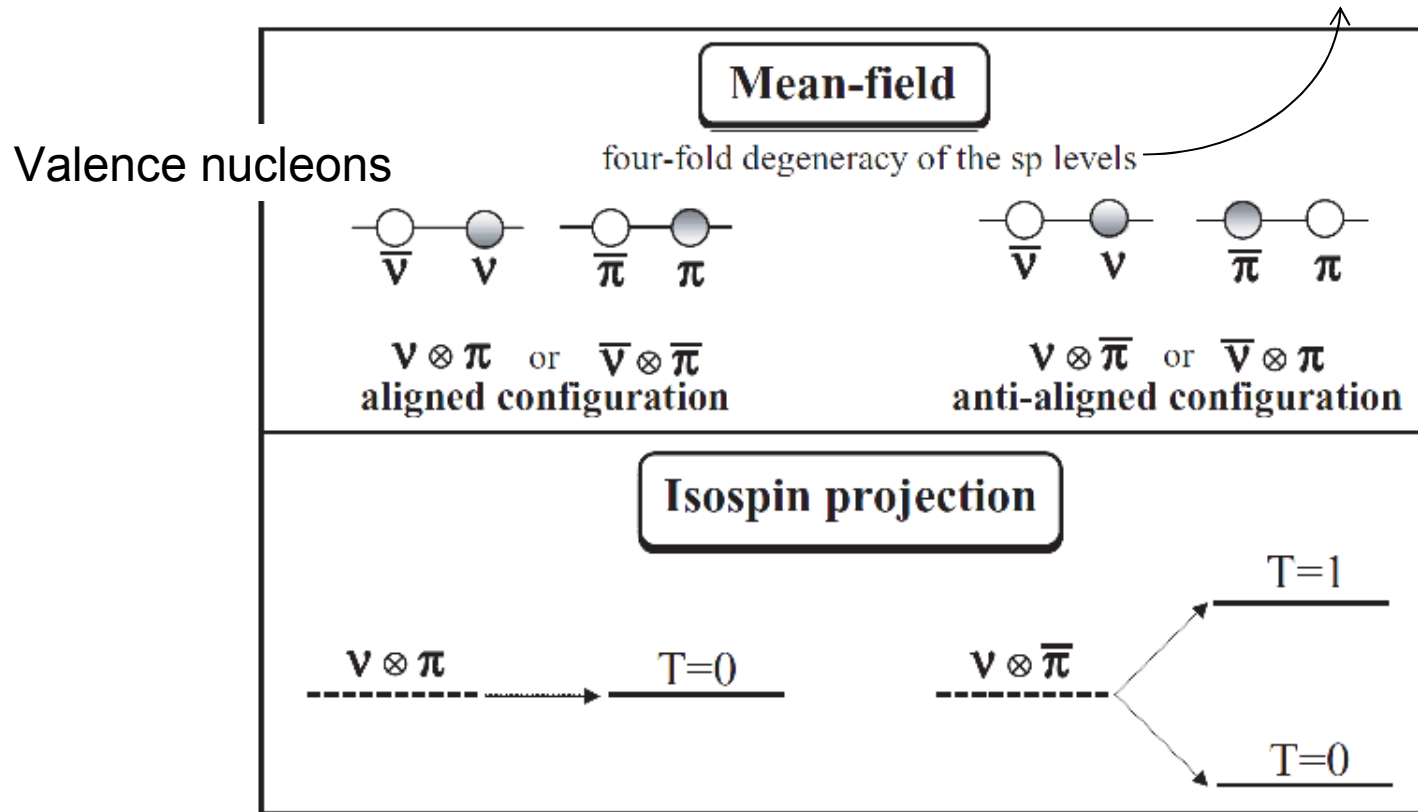 Mean-field
Valence nucleons
four-fold degeneracy of the sp levels
ν̅ ν π̅ π ν̅ ν π̅ π
ν ⊗ π or ν̅ ⊗ π̅ ν ⊗ π̅ or ν̅ ⊗ π
aligned configuration anti-aligned configuration
Isospin projection
T=1
ν ⊗ π T=0 ν ⊗ π̅
T=0